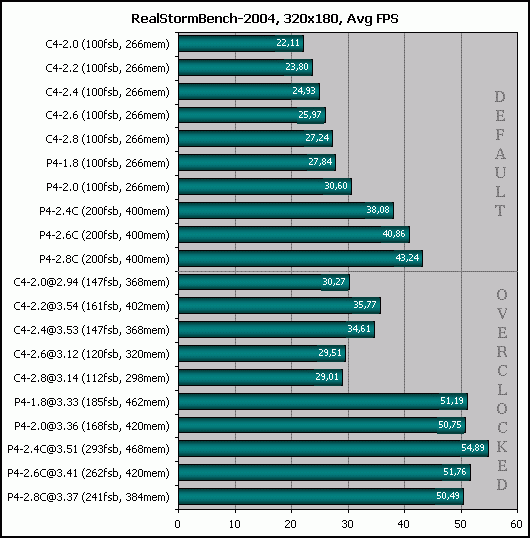 RealStormBench-2004, 320x180, Avg FPS
C4-2.0 (100fsb, 266mem) 22,11
C4-2.2 (100fsb, 266mem) 23,80
C4-2.4 (100fsb, 266mem) 24,93
C4-2.6 (100fsb, 266mem) 25,97
C4-2.8 (100fsb, 266mem) 27,24
P4-1.8 (100fsb, 266mem) 27,84
P4-2.0 (100fsb, 266mem) 30,60
P4-2.4C (200fsb, 400mem) 38,08
P4-2.6C (200fsb, 400mem) 40,86
P4-2.8C (200fsb, 400mem) 43,24
DEFAULT
C4-2.0@2.94 (147fsb, 368mem) 30,27
C4-2.2@3.54 (161fsb, 402mem) 35,77
C4-2.4@3.53 (147fsb, 368mem) 34,61
C4-2.6@3.12 (120fsb, 320mem) 29,51
C4-2.8@3.14 (112fsb, 298mem) 29,01
P4-1.8@3.33 (185fsb, 462mem) 51,19
P4-2.0@3.36 (168fsb, 420mem) 50,75
P4-2.4C@3.51 (293fsb, 468mem) 54,89
P4-2.6C@3.41 (262fsb, 420mem) 51,76
P4-2.8C@3.37 (241fsb, 384mem) 50,49
OVERCLOCKED
0 10 20 30 40 50 60